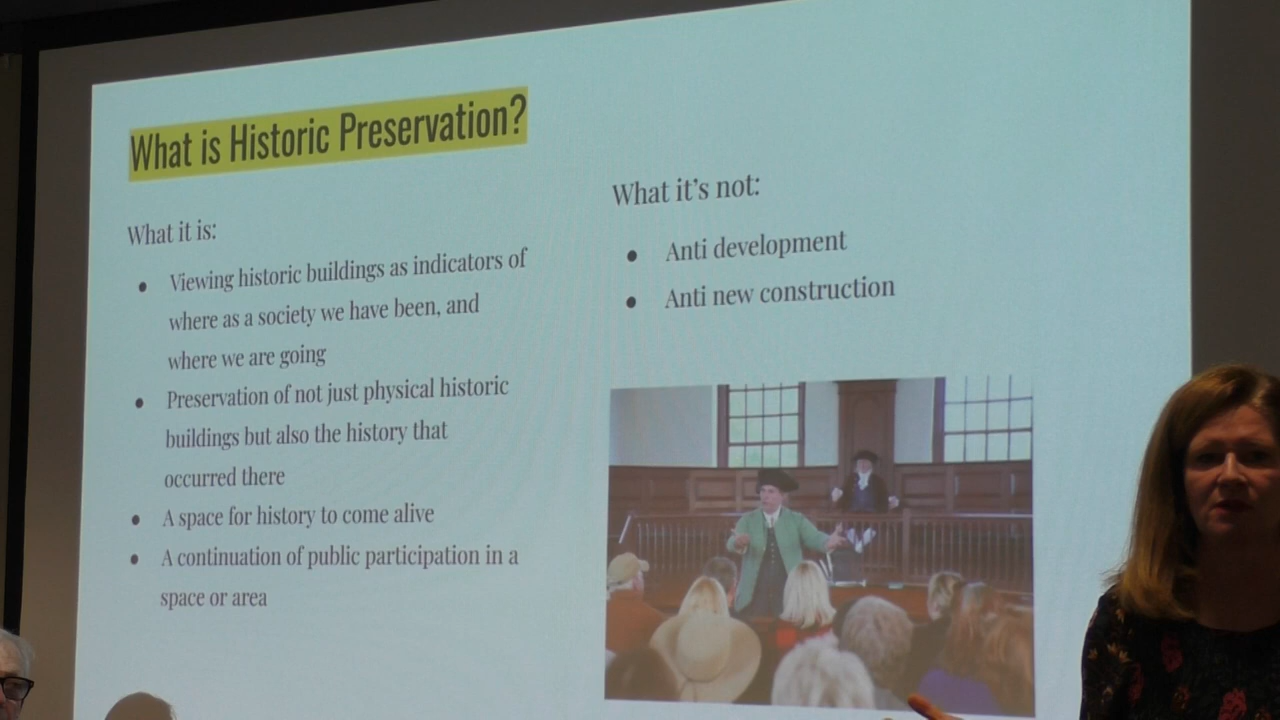 What is Historic Preservation?
What it is:
● Viewing historic buildings as indicators of
where as a society we have been, and
where we are going
● Preservation of not just physical historic
buildings but also the history that
occurred there
● A space for history to come alive
● A continuation of public participation in a
space or area
What it's not:
● Anti development
● Anti new construction